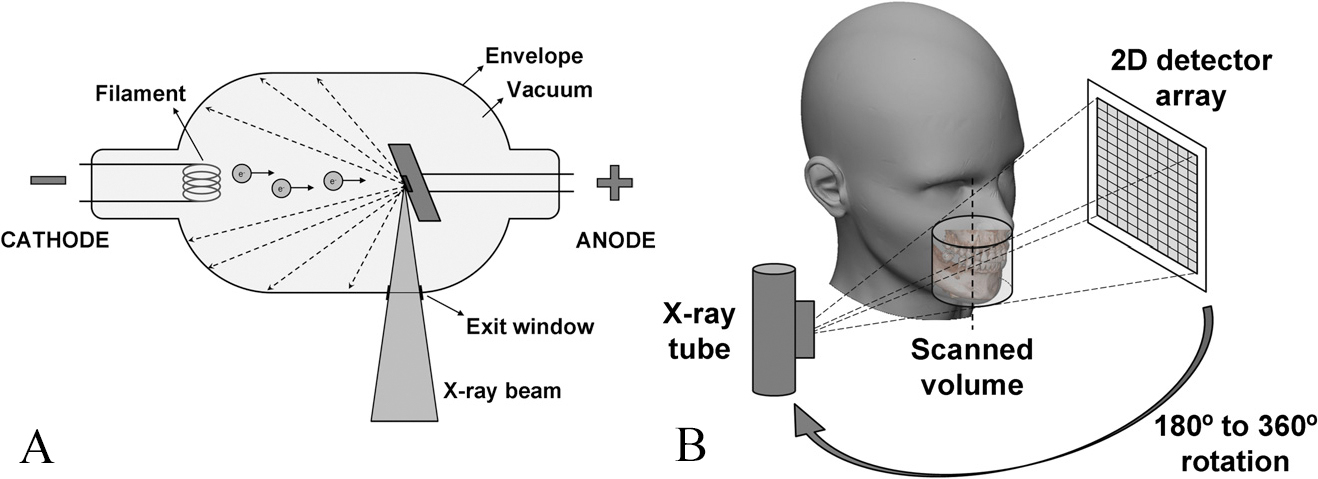 Envelope
Vacuum
Filament
e-
e-
e-
CATHODE
ANODE
Exit window
X-ray beam
A
2D detector
array
X-ray
tube
Scanned
volume
180º to 360º
rotation
B